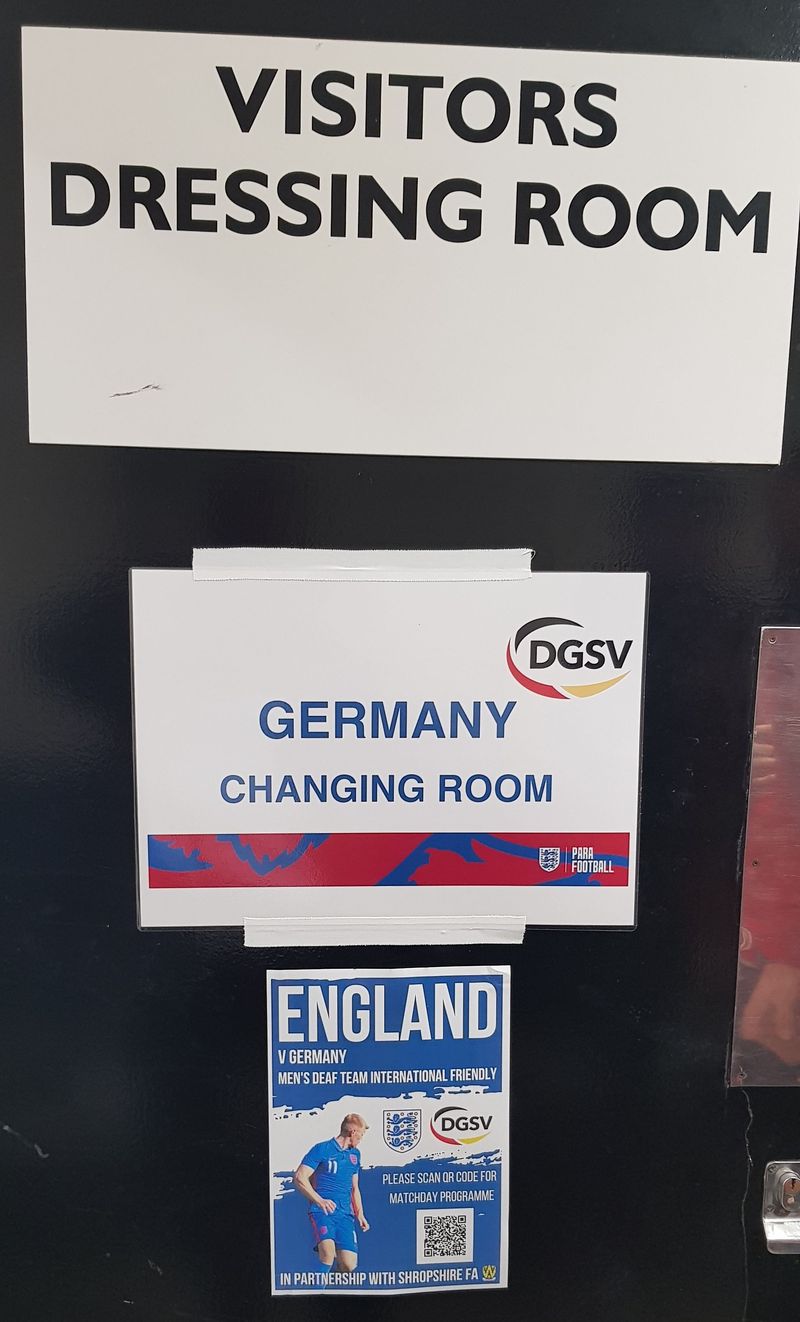 VISITORS
DRESSING ROOM
DGSV
GERMANY
CHANGING ROOM
PARA
FOOTBALL
ENGLAND
V GERMANY
MEN'S DEAF TEAM INTERNATIONAL FRIENDLY
DGSV
11
PLEASE SCAN QR CODE FOR
MATCHDAY PROGRAMME
IN PARTNERSHIP WITH SHROPSHIRE FA